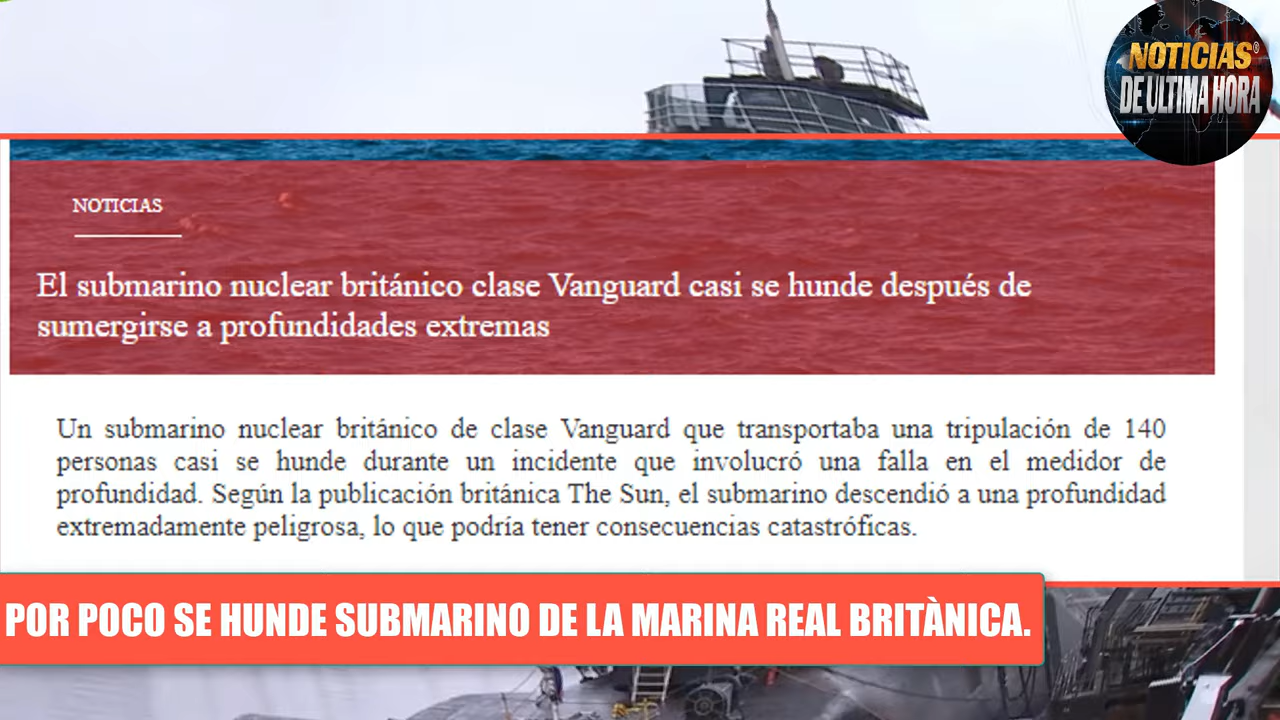 NOTICIAS®
DE ULTIMA HORA
NOTICIAS
El submarino nuclear británico clase Vanguard casi se hunde después de
sumergirse a profundidades extremas
Un submarino nuclear británico de clase Vanguard que transportaba una tripulación de 140
personas casi se hunde durante un incidente que involucró una falla en el medidor de
profundidad. Según la publicación británica The Sun, el submarino descendió a una profundidad
extremadamente peligrosa, lo que podría tener consecuencias catastróficas.
POR POCO SE HUNDE SUBMARINO DE LA MARINA REAL BRITÀNICA.